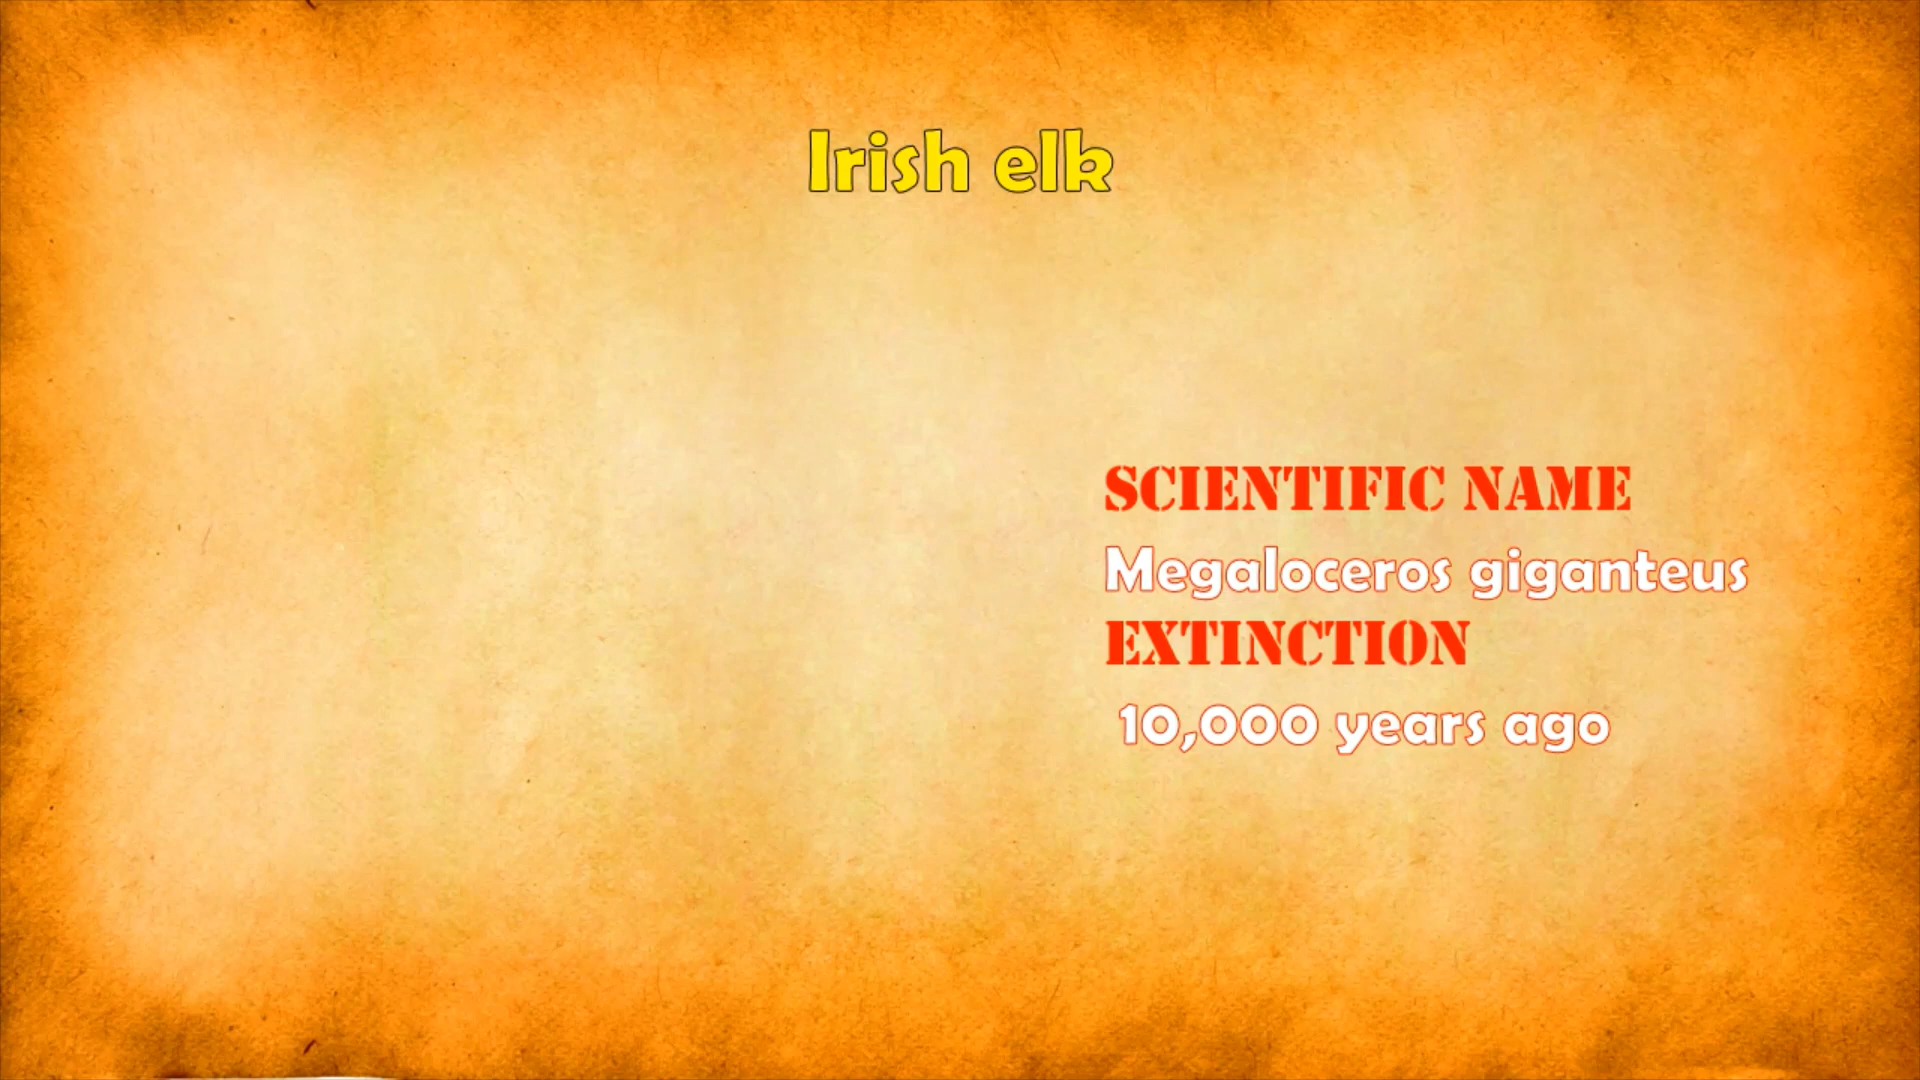 Irish elk
SCIENTIFIC NAME
Megaloceros giganteus
EXTINCTION
10,000 years ago